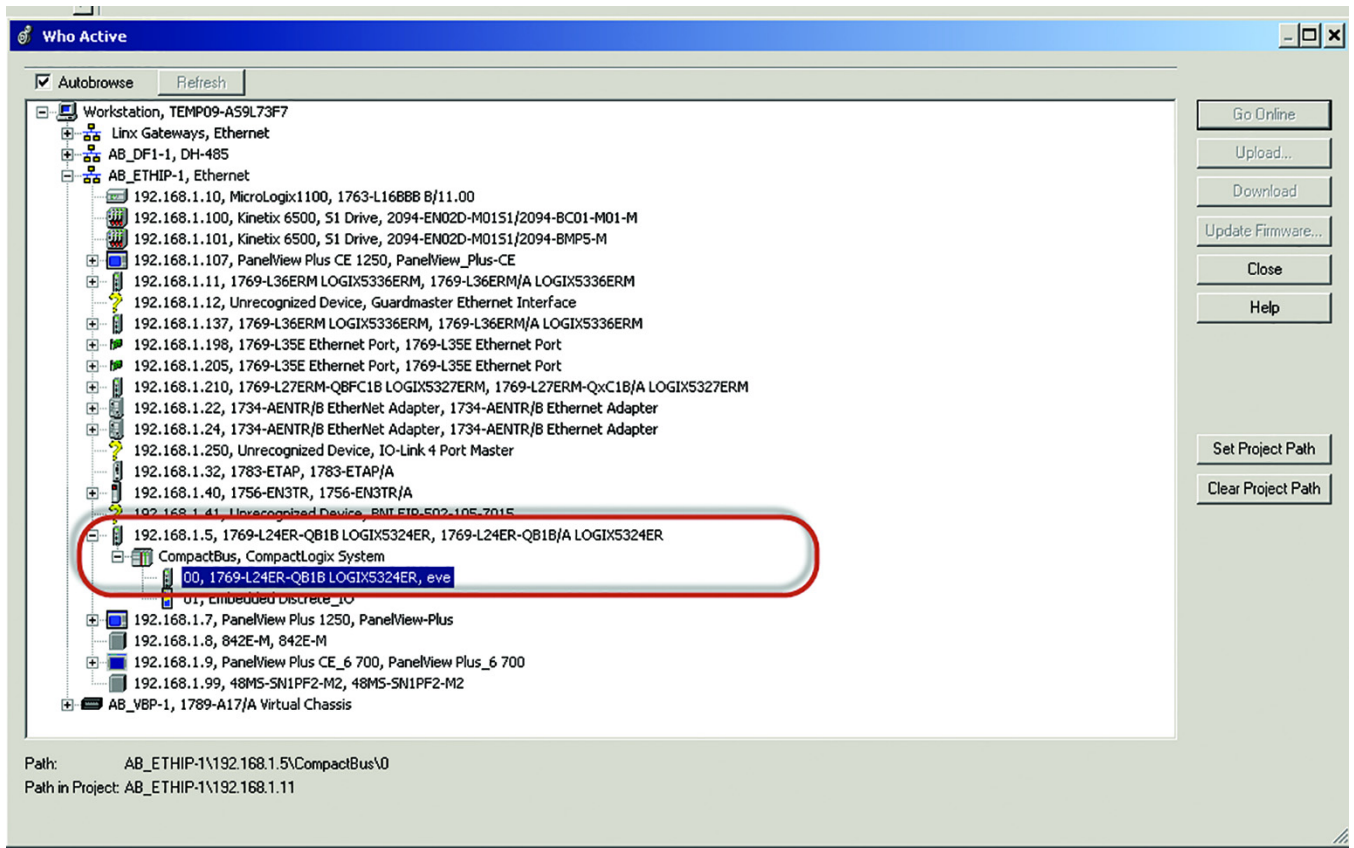 Who Active
Autobrowse Refresh
Workstation, TEMP09-AS9L73F7
Linx Gateways, Ethernet
AB_DF1-1, DH-485
AB_ETHIP-1, Ethernet
192.168.1.10, MicroLogix1100, 1763-L16BBB B/11.00
192.168.1.100, Kinetix 6500, S1 Drive, 2094-EN02D-M01S1/2094-BC01-M01-M
192.168.1.101, Kinetix 6500, S1 Drive, 2094-EN02D-M01S1/2094-BMP5-M
192.168.1.107, PanelView Plus CE 1250, PanelView_Plus-CE
192.168.1.11, 1769-L36ERM LOGIX5336ERM, 1769-L36ERM/A LOGIX5336ERM
192.168.1.12, Unrecognized Device, Guardmaster Ethernet Interface
192.168.1.137, 1769-L36ERM LOGIX5336ERM, 1769-L36ERM/A LOGIX5336ERM
192.168.1.198, 1769-L35E Ethernet Port, 1769-L35E Ethernet Port
192.168.1.205, 1769-L35E Ethernet Port, 1769-L35E Ethernet Port
192.168.1.210, 1769-L27ERM-QBFC1B LOGIX5327ERM, 1769-L27ERM-QxC1B/A LOGIX5327ERM
192.168.1.22, 1734-AENTR/B EtherNet Adapter, 1734-AENTR/B Ethernet Adapter
192.168.1.24, 1734-AENTR/B EtherNet Adapter, 1734-AENTR/B Ethernet Adapter
192.168.1.250, Unrecognized Device, IO-Link 4 Port Master
192.168.1.32, 1783-ETAP, 1783-ETAP/A
192.168.1.40, 1756-EN3TR, 1756-EN3TR/A
192.168.1.41, Unrecognized Device, BNI EIP-502-105-Z015
192.168.1.5, 1769-L24ER-QB1B LOGIX5324ER, 1769-L24ER-QB1B/A LOGIX5324ER
CompactBus, CompactLogix System
00, 1769-L24ER-QB1B LOGIX5324ER, eve
01, Embedded Discrete_IO
192.168.1.7, PanelView Plus 1250, PanelView-Plus
192.168.1.8, 842E-M, 842E-M
192.168.1.9, PanelView Plus CE_6 700, PanelView Plus_6 700
192.168.1.99, 48MS-SN1PF2-M2, 48MS-SN1PF2-M2
AB_VBP-1, 1789-A17/A Virtual Chassis
Go Online
Upload...
Download
Update Firmware...
Close
Help
Set Project Path
Clear Project Path
Path: AB_ETHIP-1\192.168.1.5\CompactBus\0
Path in Project: AB_ETHIP-1\192.168.1.11